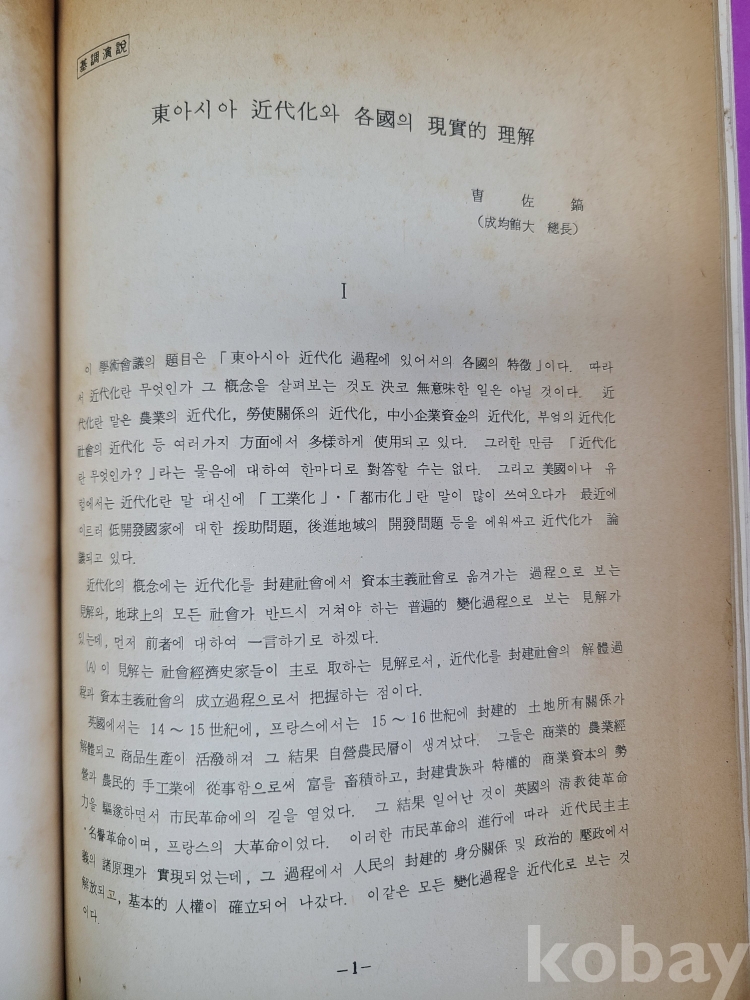 基調演說
東아시아 近代化와 各國의 現實的 理解
曺 佐 鎬
(成均館大 總長)
I
이 學術會議의 題目은 「東아시아 近代化 過程에 있어서의 各國의 特徵」이다. 따라
서 近代化란 무엇인가 그 槪念을 살펴보는 것도 決코 無意味한 일은 아닐 것이다. 近
代化란 말은 農業의 近代化, 勞使關係의 近代化, 中小企業資金의 近代化, 부엌의 近代化
社會의 近代化 등 여러가지 方面에서 多樣하게 使用되고 있다. 그러한 만큼 「近代化
란 무엇인가?」라는 물음에 대하여 한마디로 對答할 수는 없다. 그리고 美國이나 유
럽에서는 近代化란 말 대신에 「工業化」·「都市化」란 말이 많이 쓰여오다가 最近에
이르러 低開發國家에 대한 援助問題, 後進地域의 開發問題 등을 에워싸고 近代化가 論
議되고 있다.
近代化의 槪念에는 近代化를 封建社會에서 資本主義社會로 옮겨가는 過程으로 보는
見解와, 地球上의 모든 社會가 반드시 거쳐야 하는 普遍的 變化過程으로 보는 見解가
있는데, 먼저 前者에 대하여 一言하기로 하겠다.
(A) 이 見解는 社會經濟史家들이 主로 取하는 見解로서, 近代化를 封建社會의 解體過
程과 資本主義社會의 成立過程으로서 把握하는 점이다.
英國에서는 14～15世紀에, 프랑스에서는 15～16世紀에 封建的 土地所有關係가
解體되고 商品生產이 活潑해져 그 結果 自營農民層이 생겨났다. 그들은 商業的 農業經
營과 農民的 手工業에 從事함으로써 富를 畜積하고, 封建貴族과 特權的 商業資本의 勢
力을 驅逐하면서 市民革命에의 길을 열었다. 그 結果 일어난 것이 英國의 淸敎徒革命
·名譽革命이며, 프랑스의 大革命이었다. 이러한 市民革命의 進行에 따라 近代民主主
義의 諸原理가 實現되었는데, 그 過程에서 人民의 封建的 身分關係 및 政治的 壓政에서
解放되고, 基本的 人權이 確立되어 나갔다. 이같은 모든 變化過程을 近代化로 보는 것
이다.
—1—
kobay